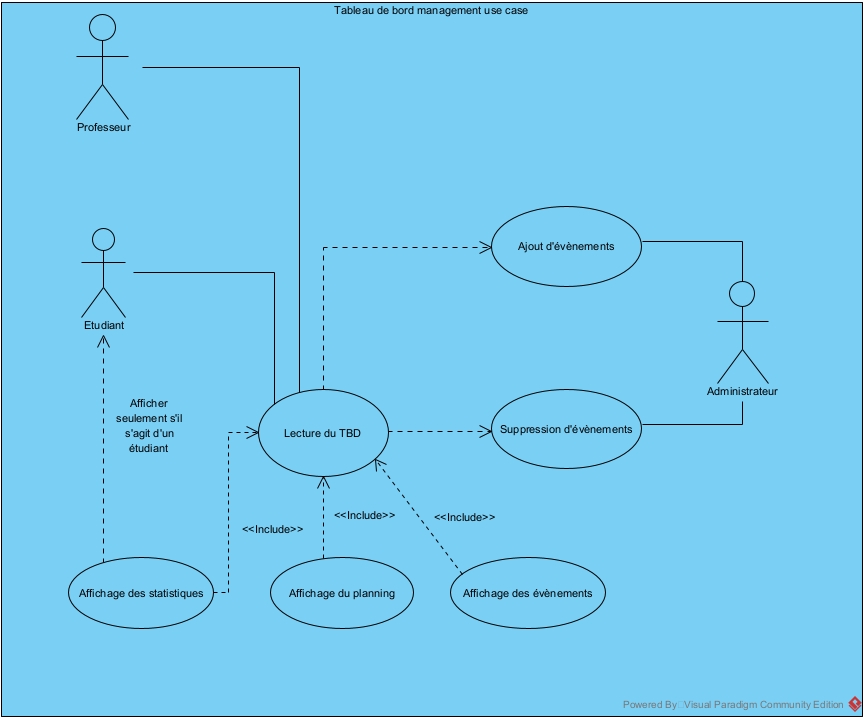 Tableau de bord management use case
Professeur
Ajout d'évènements
Etudiant
Administrateur
Afficher
seulement s'il
s'agit d'un
étudiant
Lecture du TBD
Suppression d'évènements
<<Include>>
<<Include>>
<<Include>>
Affichage des statistiques
Affichage du planning
Affichage des évènements
Powered By: Visual Paradigm Community Edition